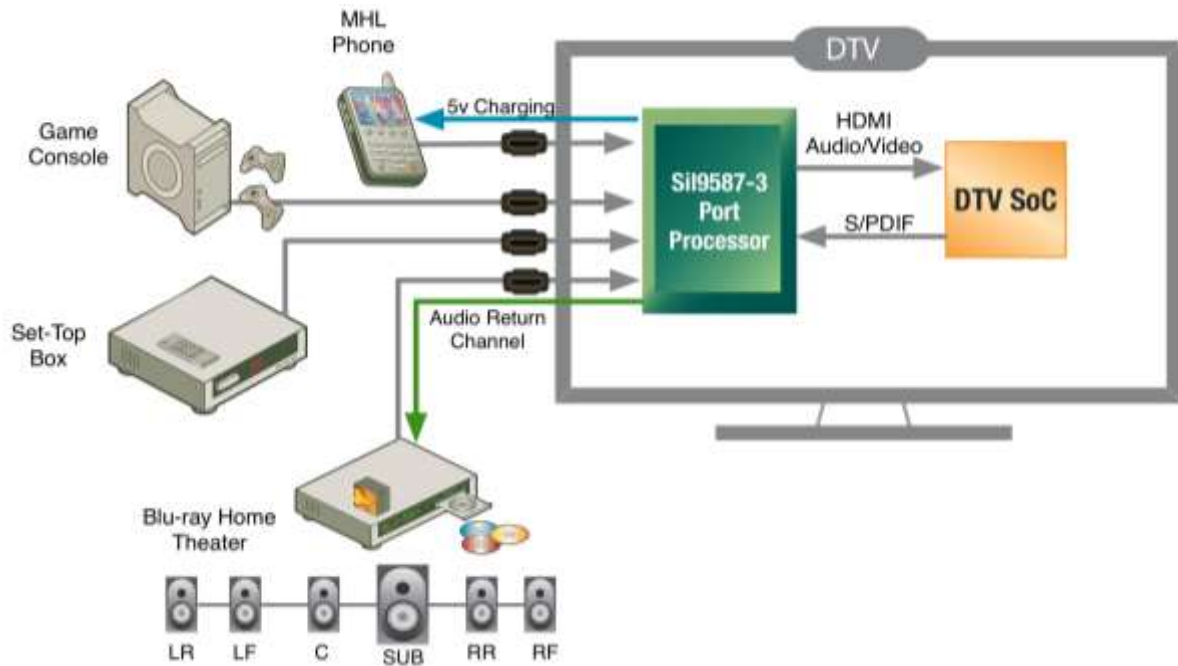 MHL
Phone
DTV
5v Charging
Game
Console
HDMI
Audio/Video
SiI9587-3
Port
Processor
DTV SoC
S/PDIF
Set-Top
Box
Audio Return
Channel
Blu-ray Home
Theater
LR LF C SUB RR RF